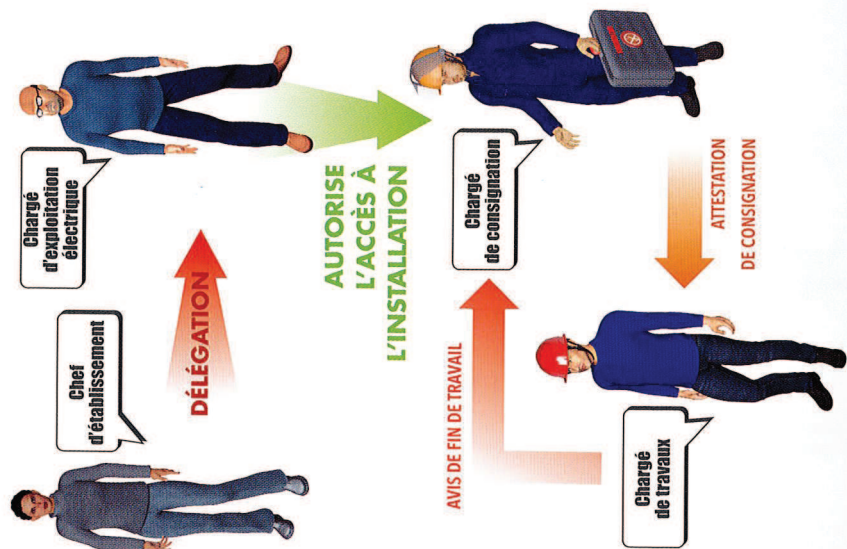 Chef
d'établissement
DÉLÉGATION
Chargé
d'exploitation
électrique
AUTORISE
L'ACCÈS À
L'INSTALLATION
Chargé
de consignation
ATTESTATION
DE CONSIGNATION
Chargé
de travaux
AVIS DE FIN DE TRAVAIL